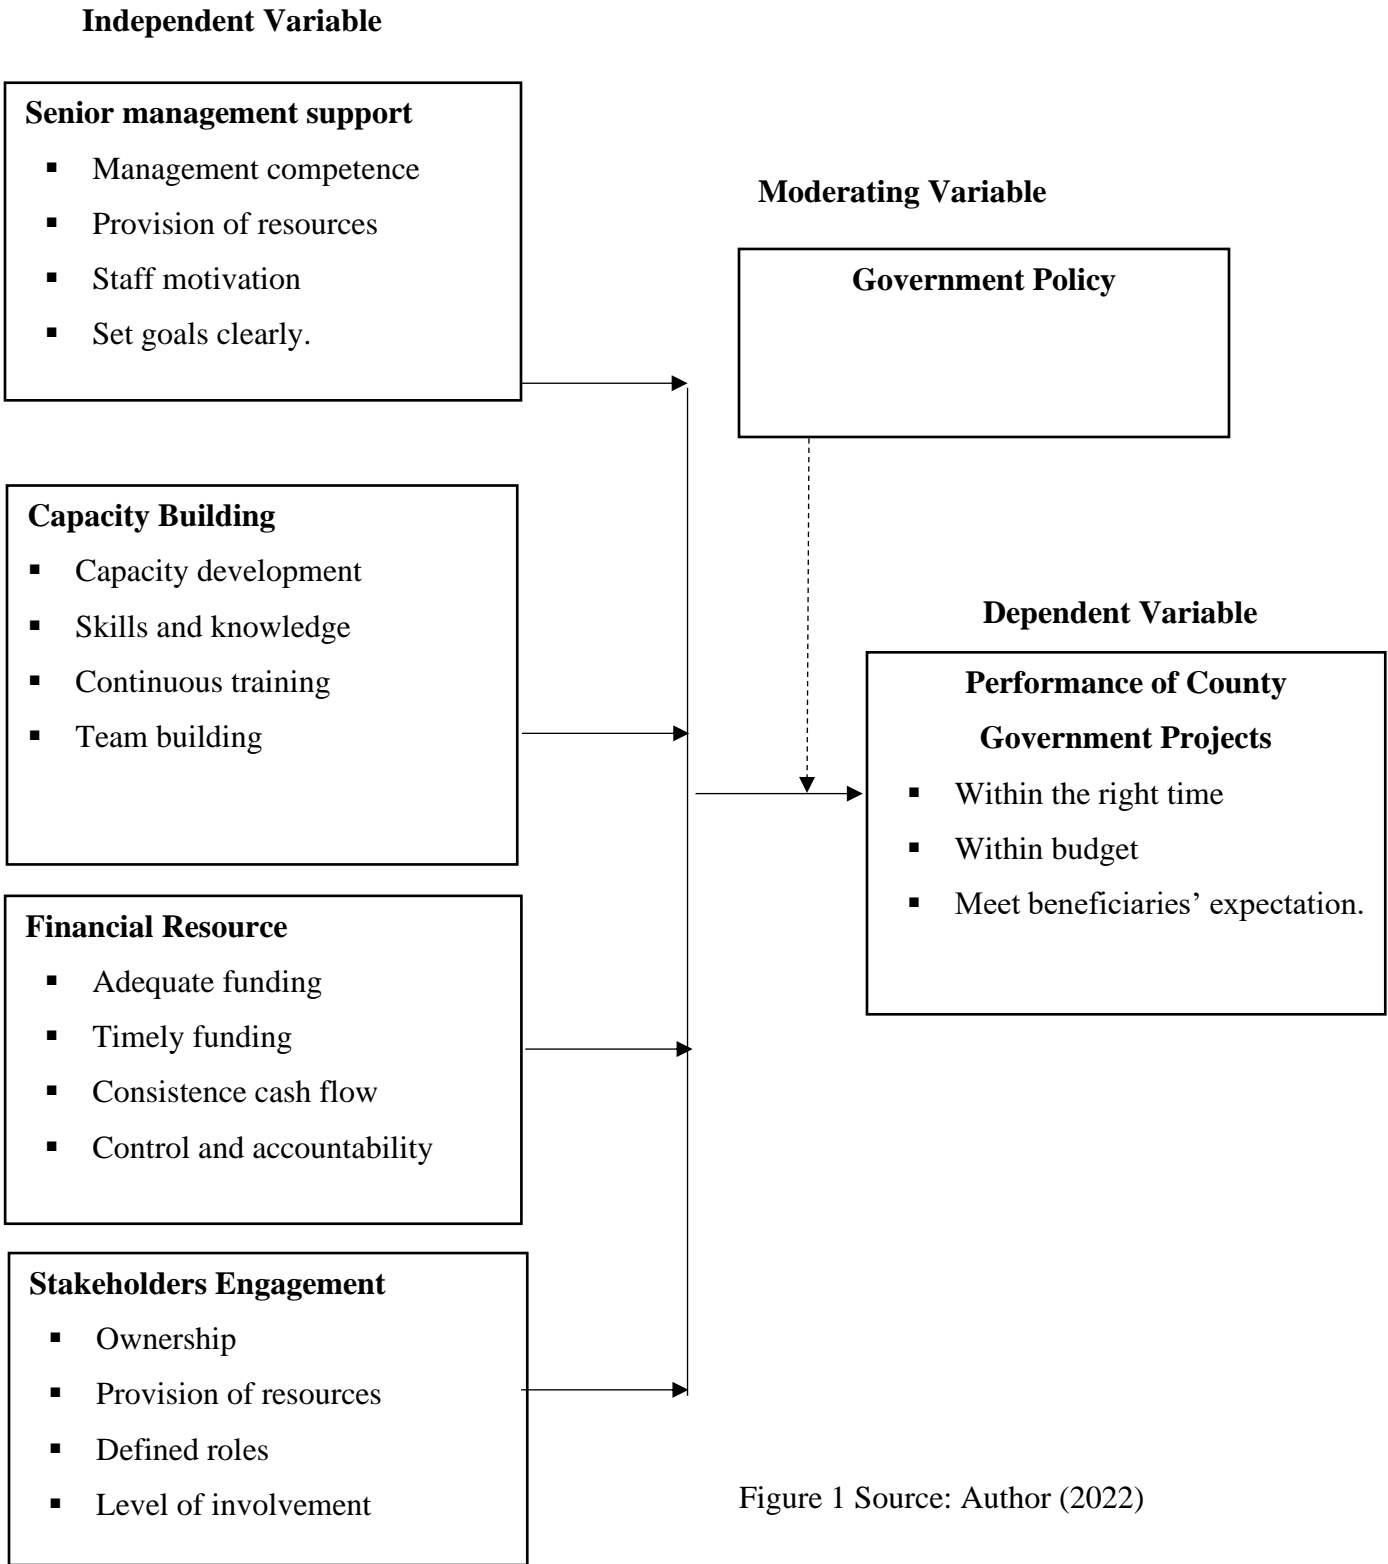 Independent Variable
Senior management support
▪ Management competence
▪ Provision of resources
▪ Staff motivation
▪ Set goals clearly.
Capacity Building
▪ Capacity development
▪ Skills and knowledge
▪ Continuous training
▪ Team building
Financial Resource
▪ Adequate funding
▪ Timely funding
▪ Consistence cash flow
▪ Control and accountability
Stakeholders Engagement
▪ Ownership
▪ Provision of resources
▪ Defined roles
▪ Level of involvement
Moderating Variable
Government Policy
Dependent Variable
Performance of County
Government Projects
▪ Within the right time
▪ Within budget
▪ Meet beneficiaries’ expectation.
Figure 1 Source: Author (2022)